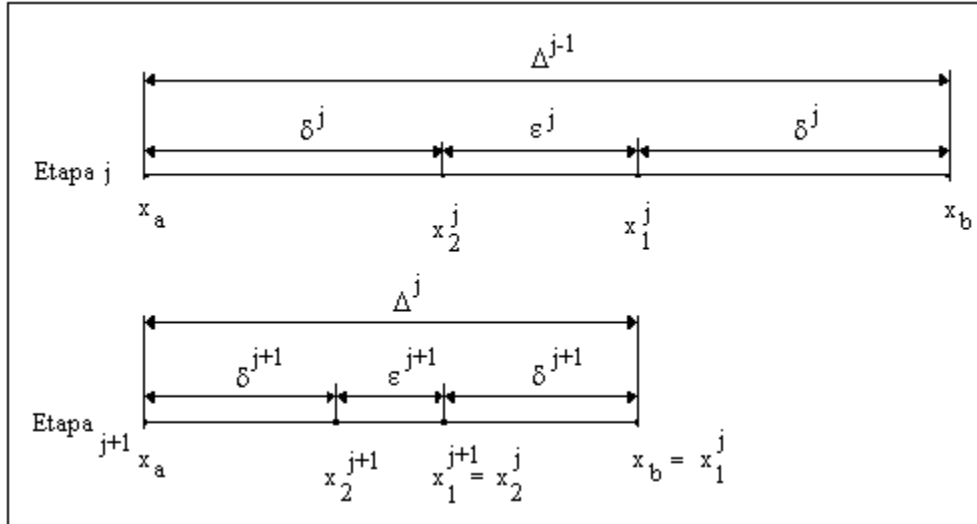 Δ^{j-1}
δ^j ε^j δ^j
Etapa j
x_a x_2^j x_1^j x_b
Δ^j
δ^{j+1} ε^{j+1} δ^{j+1}
Etapa j+1
x_a x_2^{j+1} x_1^{j+1} = x_2^j x_b = x_1^j